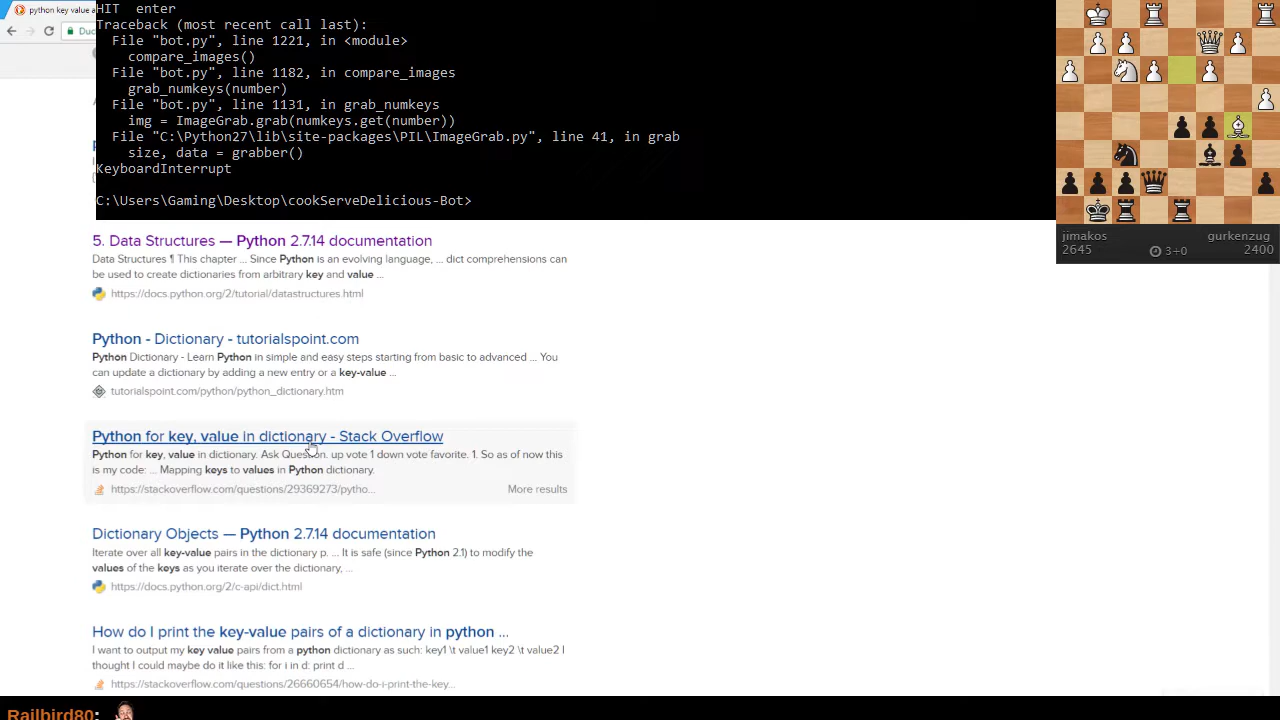 python key value a
Duc
HIT  enter
Traceback (most recent call last):
  File "bot.py", line 1221, in <module>
    compare_images()
  File "bot.py", line 1182, in compare_images
    grab_numkeys(number)
  File "bot.py", line 1131, in grab_numkeys
    img = ImageGrab.grab(numkeys.get(number))
  File "C:\Python27\lib\site-packages\PIL\ImageGrab.py", line 41, in grab
    size, data = grabber()
KeyboardInterrupt
C:\Users\Gaming\Desktop\cookServeDelicious-Bot>
jimakos
2645
3+0
gurkenzug
2400
5. Data Structures — Python 2.7.14 documentation
Data Structures ¶ This chapter ... Since Python is an evolving language, ... dict comprehensions can
be used to create dictionaries from arbitrary key and value ...
https://docs.python.org/2/tutorial/datastructures.html
Python - Dictionary - tutorialspoint.com
Python Dictionary - Learn Python in simple and easy steps starting from basic to advanced ... You
can update a dictionary by adding a new entry or a key-value ...
tutorialspoint.com/python/python_dictionary.htm
Python for key, value in dictionary - Stack Overflow
Python for key, value in dictionary. Ask Question. up vote 1 down vote favorite. 1. So as of now this
is my code: ... Mapping keys to values in Python dictionary.
https://stackoverflow.com/questions/29369273/pytho...
More results
Dictionary Objects — Python 2.7.14 documentation
Iterate over all key-value pairs in the dictionary p. ... It is safe (since Python 2.1) to modify the
values of the keys as you iterate over the dictionary, ...
https://docs.python.org/2/c-api/dict.html
How do I print the key-value pairs of a dictionary in python ...
I want to output my key value pairs from a python dictionary as such: key1 \t value1 key2 \t value2 I
thought I could maybe do it like this: for i in d: print d ...
https://stackoverflow.com/questions/26660654/how-do-i-print-the-key...
Railbird80: